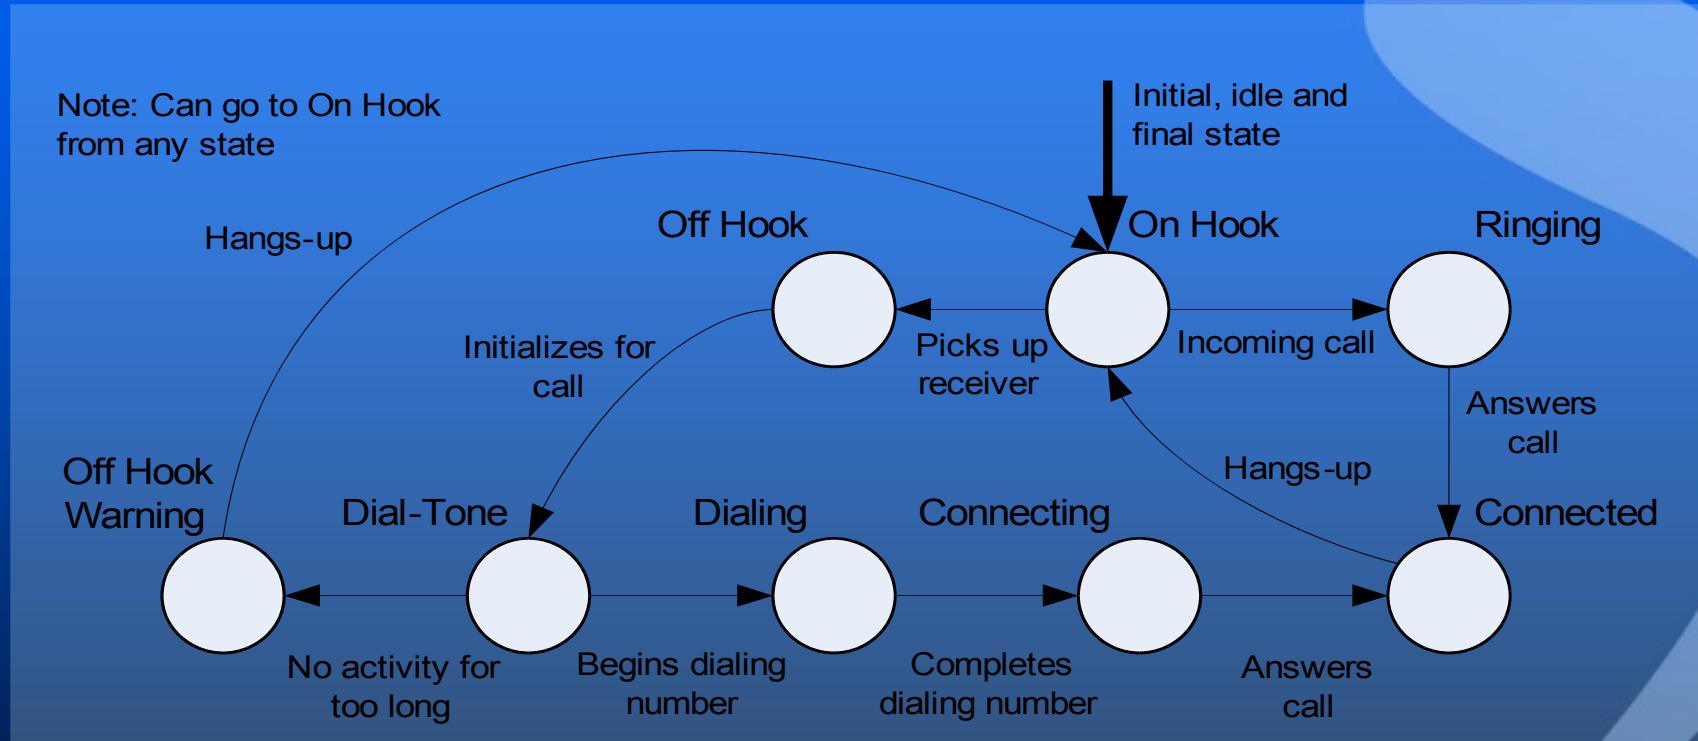 Note: Can go to On Hook
from any state
Initial, idle and
final state
Hangs-up
Off Hook
On Hook
Ringing
Initializes for
call
Picks up
receiver
Incoming call
Answers
call
Hangs-up
Off Hook
Warning
Dial-Tone
Dialing
Connecting
Connected
No activity for
too long
Begins dialing
number
Completes
dialing number
Answers
call